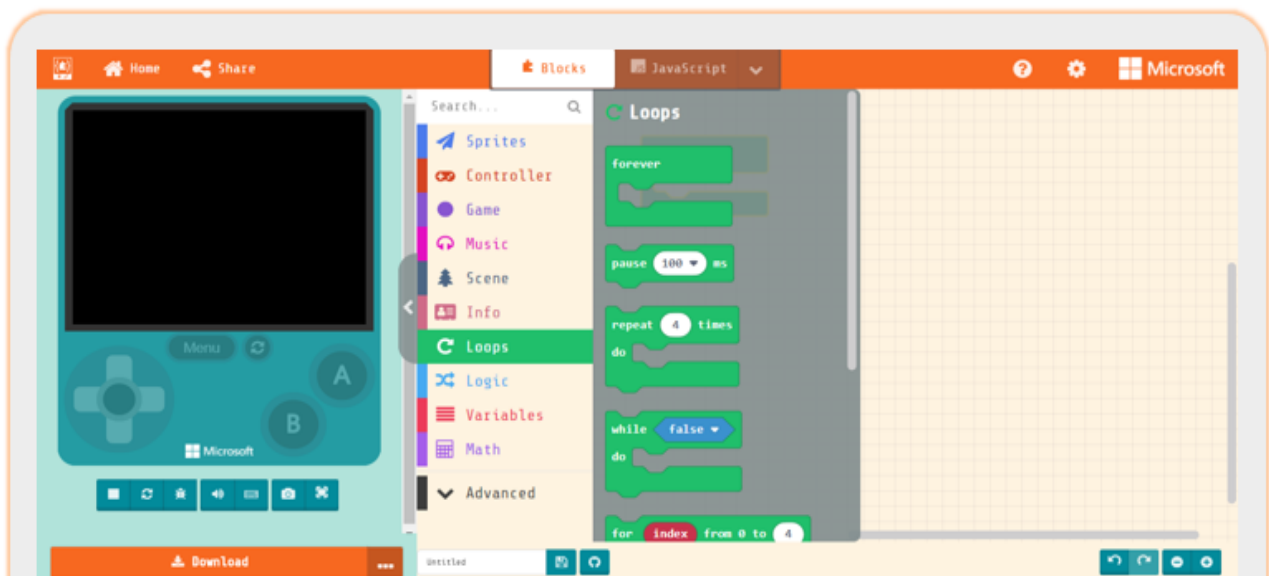 Home
Share
Blocks
JavaScript
Microsoft
Search...
Sprites
Controller
Game
Music
Scene
Info
Loops
Logic
Variables
Math
Advanced
Loops
forever
pause 100 ms
repeat 4 times
do
while false
do
for index from 0 to 4
Menu
A
B
Microsoft
Download
Untitled